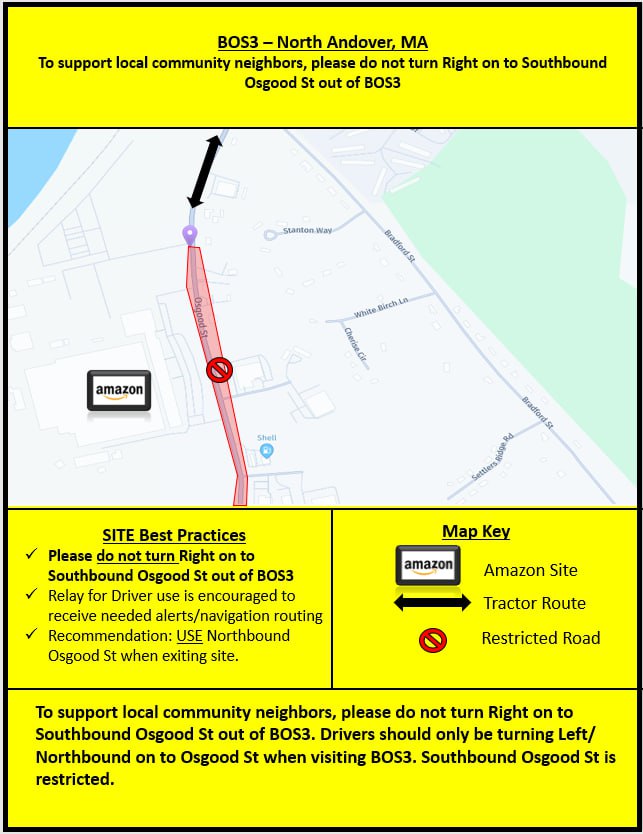 BOS3 – North Andover, MA
To support local community neighbors, please do not turn Right on to Southbound
Osgood St out of BOS3
Stanton Way
Bradford St
Osgood St
White Birch Ln
Cherise Cir
amazon
Bradford St
Shell
Settlers Ridge Rd
SITE Best Practices
✓ Please do not turn Right on to
Southbound Osgood St out of BOS3
✓ Relay for Driver use is encouraged to
receive needed alerts/navigation routing
✓ Recommendation: USE Northbound
Osgood St when exiting site.
Map Key
amazon Amazon Site
Tractor Route
Restricted Road
To support local community neighbors, please do not turn Right on to
Southbound Osgood St out of BOS3. Drivers should only be turning Left/
Northbound on to Osgood St when visiting BOS3. Southbound Osgood St is
restricted.